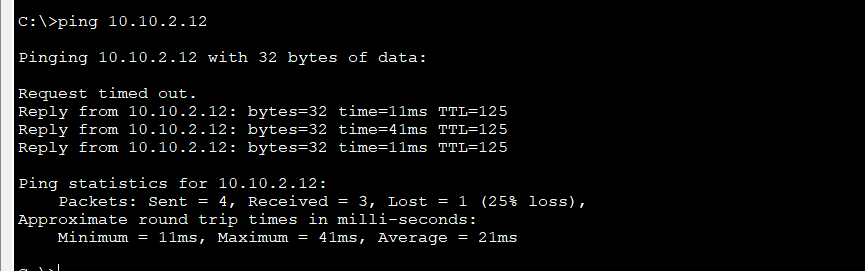 C:\>ping 10.10.2.12
Pinging 10.10.2.12 with 32 bytes of data:
Request timed out.
Reply from 10.10.2.12: bytes=32 time=11ms TTL=125
Reply from 10.10.2.12: bytes=32 time=41ms TTL=125
Reply from 10.10.2.12: bytes=32 time=11ms TTL=125
Ping statistics for 10.10.2.12:
Packets: Sent = 4, Received = 3, Lost = 1 (25% loss),
Approximate round trip times in milli-seconds:
Minimum = 11ms, Maximum = 41ms, Average = 21ms
C:\>